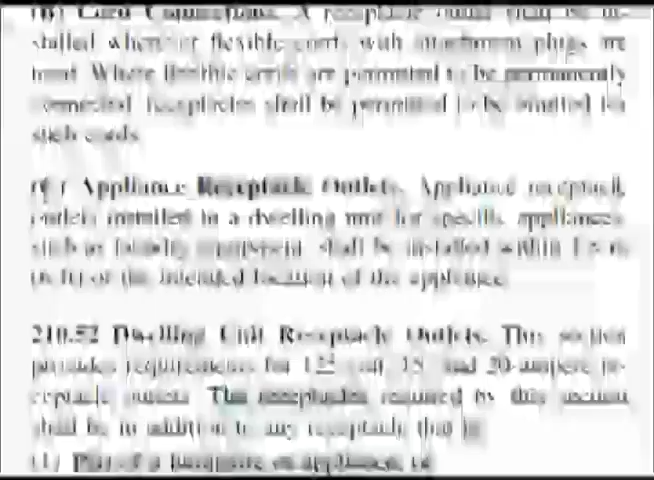 (B) Cord Connections. A receptacle outlet shall be in-
stalled wherever flexible cords with attachment plugs are
used. Where flexible cords are permitted to be permanently
connected, receptacles shall be permitted to be omitted for
such cords.
(C) Appliance Receptacle Outlets. Appliance receptacle
outlets installed in a dwelling unit for specific appliances,
such as laundry equipment, shall be installed within 1.8 m
(6 ft) of the intended location of the appliance.
210.52 Dwelling Unit Receptacle Outlets. This section
provides requirements for 125-volt, 15- and 20-ampere re-
ceptacle outlets. The receptacles required by this section
shall be in addition to any receptacle that is:
(1) Part of a luminaire or appliance, or